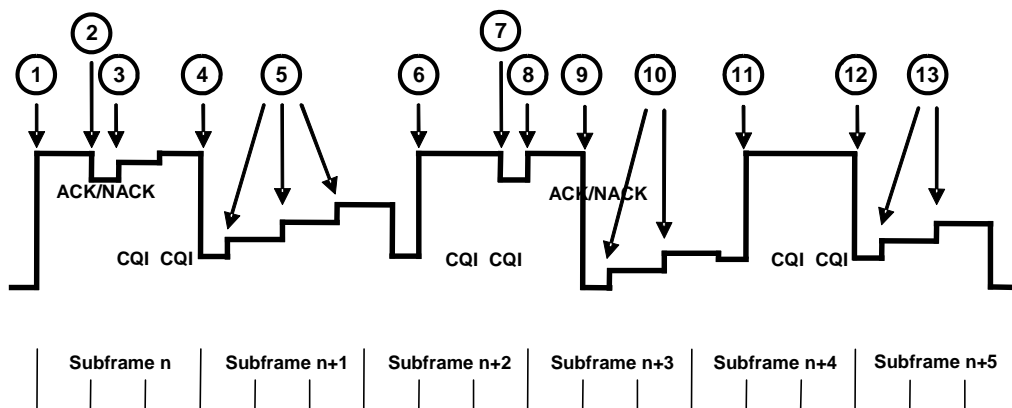 7
2
1 3 4 5 6 8 9 10 11 12 13
ACK/NACK ACK/NACK
CQI CQI CQI CQI CQI CQI
Subframe n Subframe n+1 Subframe n+2 Subframe n+3 Subframe n+4 Subframe n+5